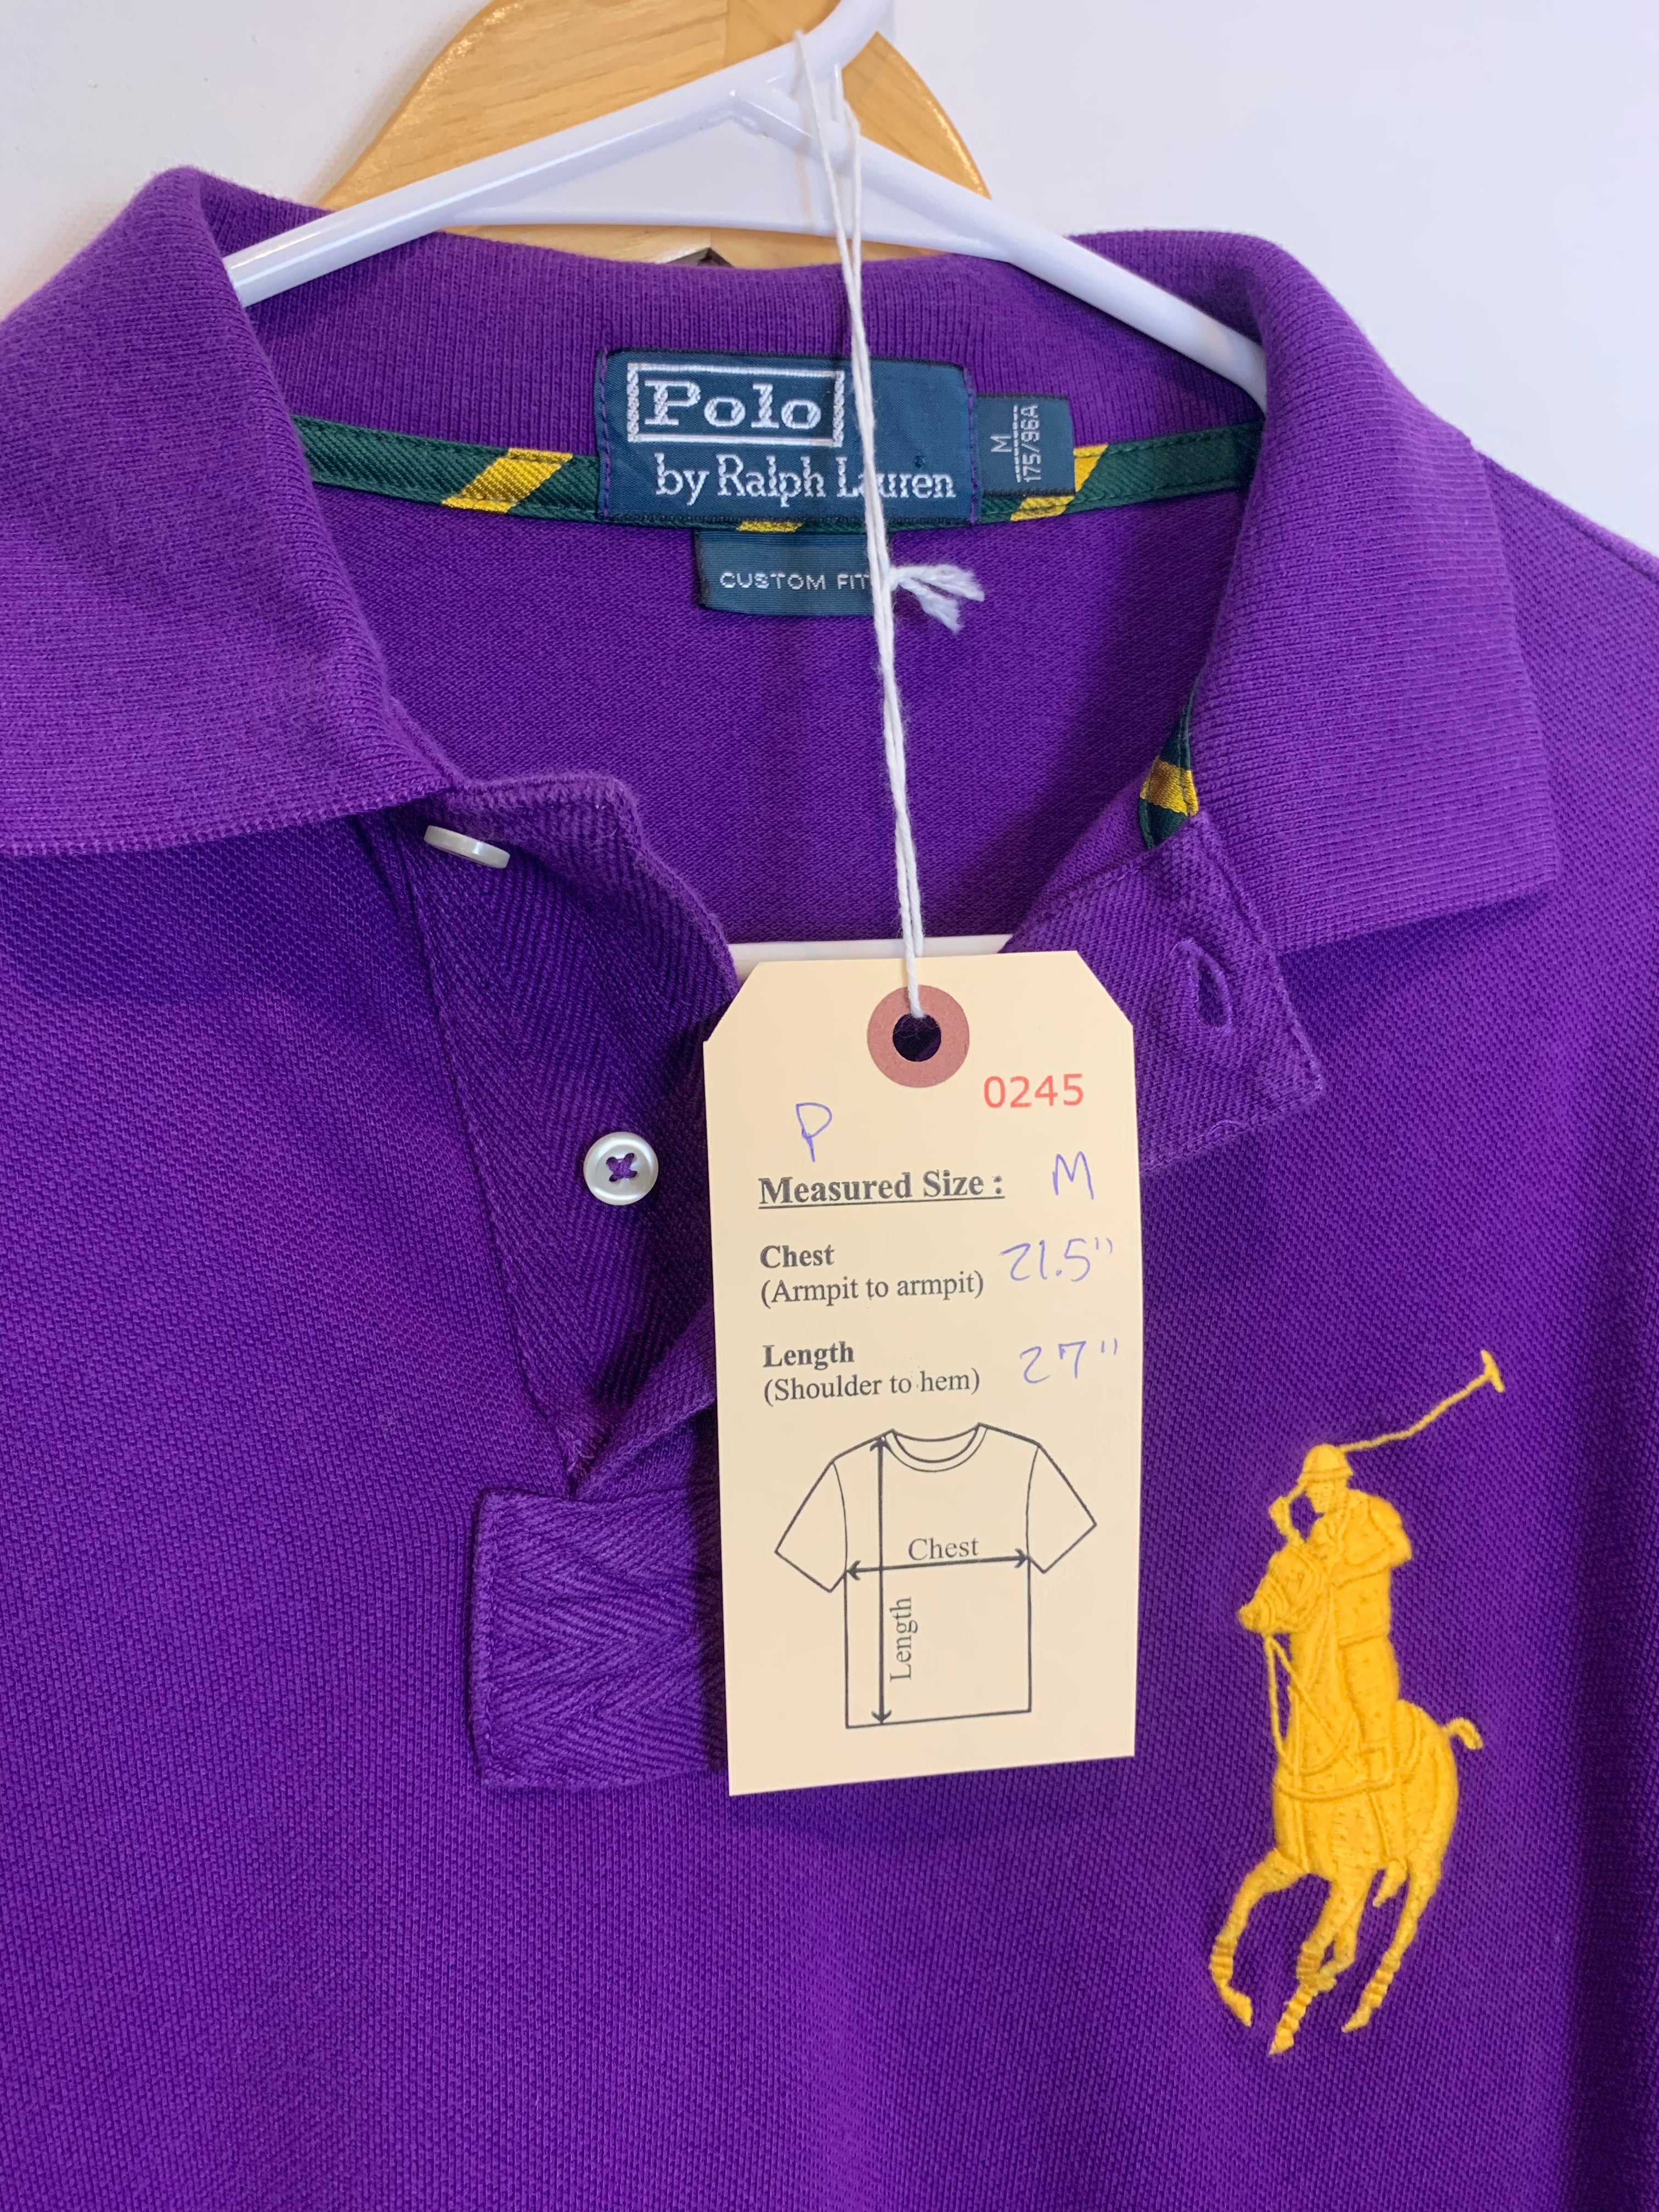 Polo
by Ralph Lauren
M
175/96A
CUSTOM FIT
0245
P
Measured Size : M
Chest 21.5"
(Armpit to armpit)
Length 27"
(Shoulder to hem)
Chest
Length